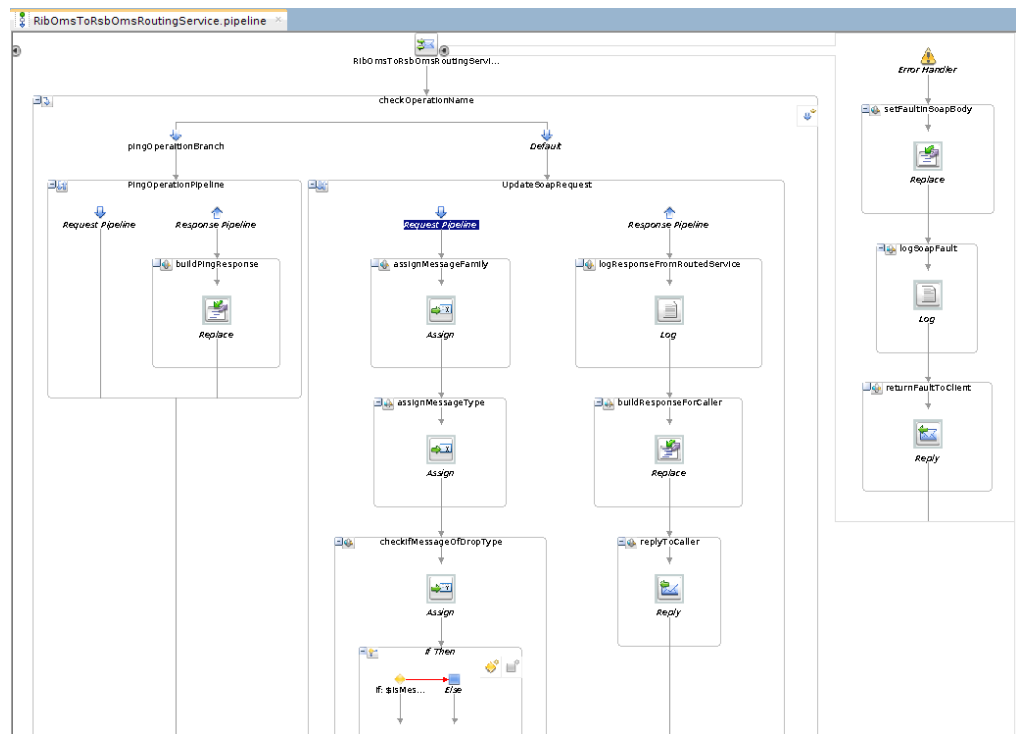 RibOmsToRsbOmsRoutingService.pipeline
RibOmsToRsbOmsRoutingServi...
Error Handler
checkOperationName
setFaultInSoapBody
pingOperaitionBranch
Default
Replace
PingOperationPipeline
UpdateSoapRequest
Request Pipeline
Response Pipeline
Request Pipeline
Response Pipeline
logSoapFault
buildPingResponse
assignMessageFamily
logResponseFromRoutedService
Log
Replace
Assign
Log
returnFaultToClient
assignMessageType
buildResponseForCaller
Reply
Assign
Replace
checkIfMessageOfDropType
replyToCaller
Assign
Reply
If Then
If: $IsMes...
Else